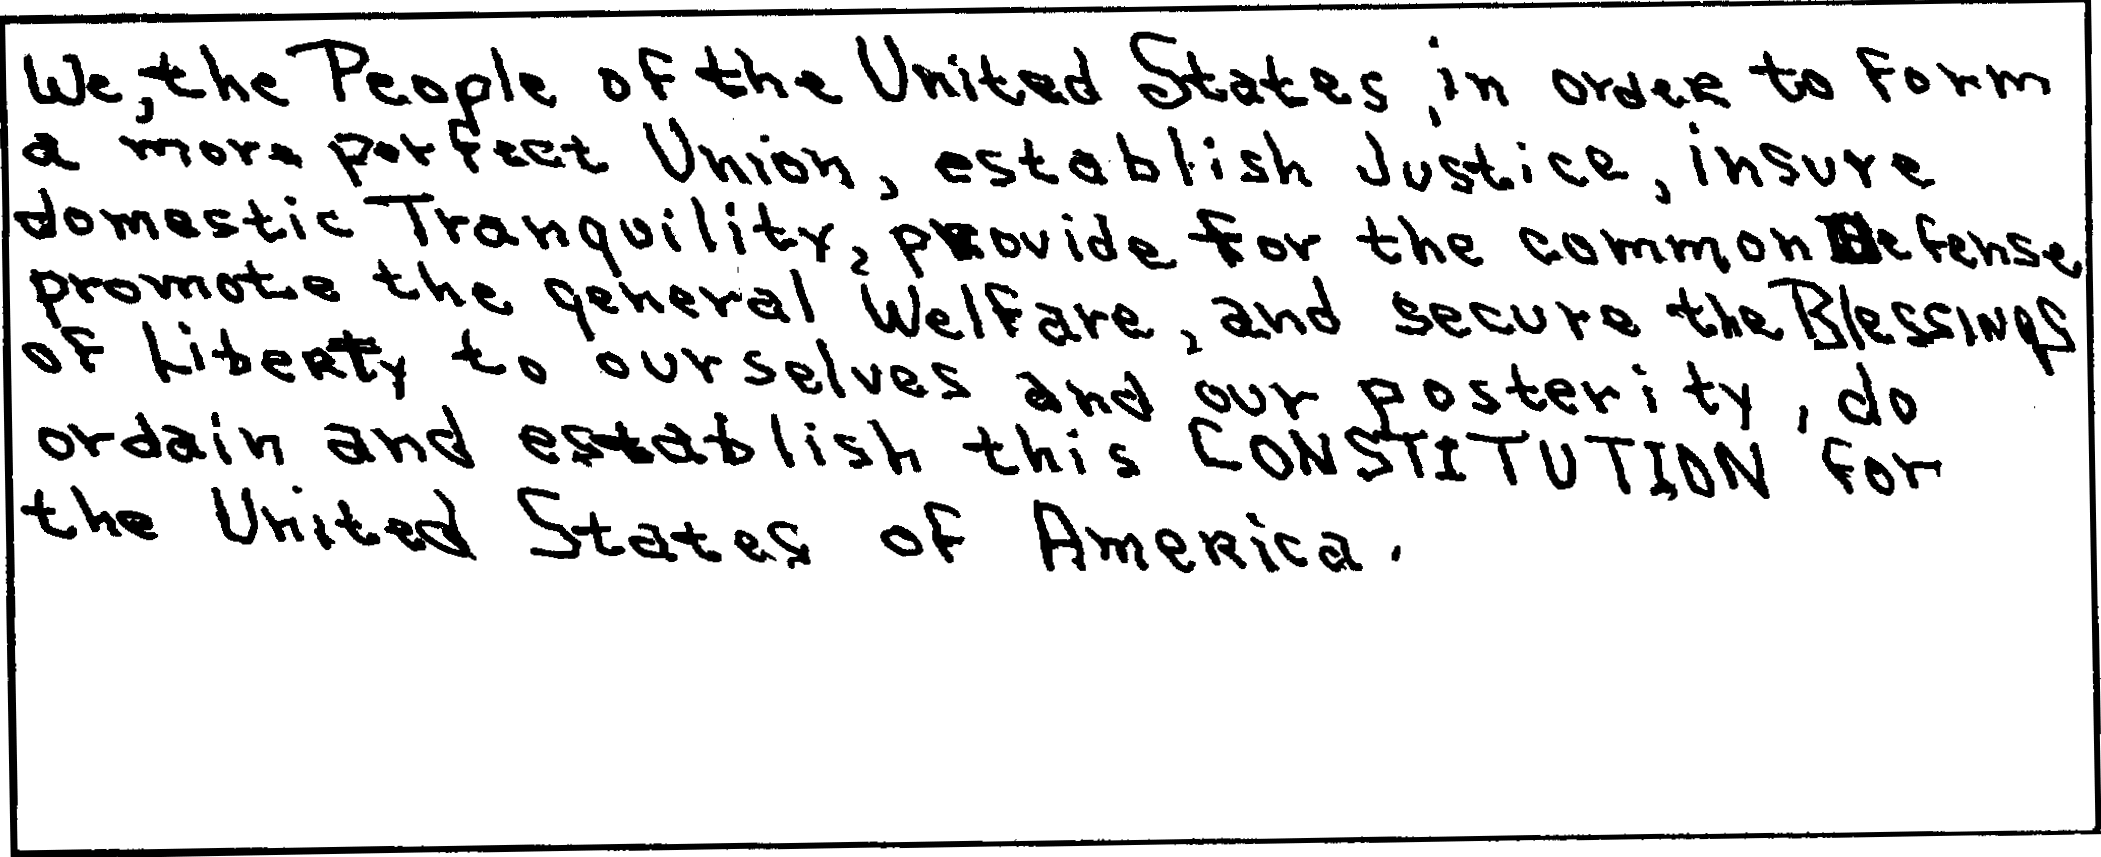 We, the People of the United States, in order to form
a more perfect Union, establish Justice, insure
domestic Tranquility, provide for the common Defense
promote the general Welfare, and secure the Blessings
of Liberty to ourselves and our posterity, do
ordain and establish this CONSTITUTION for
the United States of America.